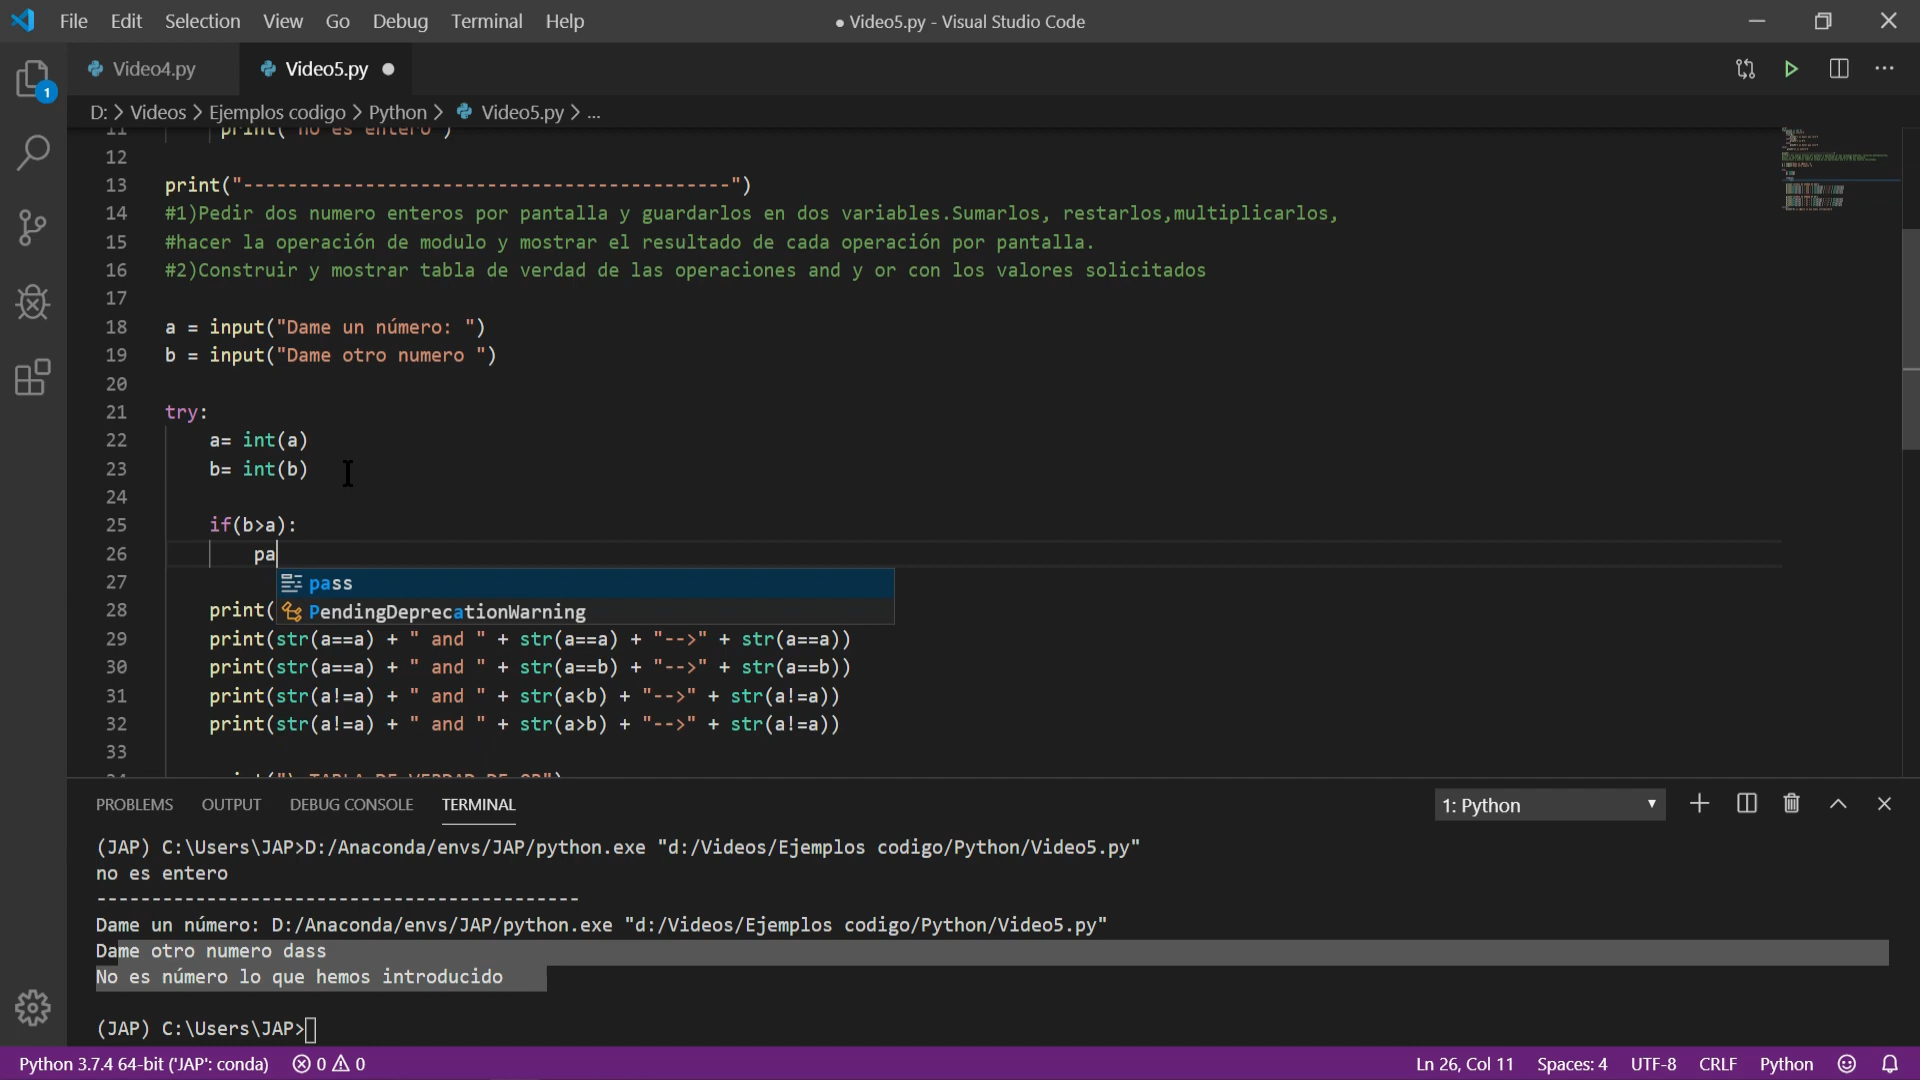 File Edit Selection View Go Debug Terminal Help
● Video5.py - Visual Studio Code
Video4.py
Video5.py ●
1
D: > Videos > Ejemplos codigo > Python > Video5.py > ...
11 print("no es entero")
12
13 print("--------------------------------------------")
14 #1)Pedir dos numero enteros por pantalla y guardarlos en dos variables.Sumarlos, restarlos,multiplicarlos,
15 #hacer la operación de modulo y mostrar el resultado de cada operación por pantalla.
16 #2)Construir y mostrar tabla de verdad de las operaciones and y or con los valores solicitados
17
18 a = input("Dame un número: ")
19 b = input("Dame otro numero ")
20
21 try:
22 a= int(a)
23 b= int(b)
24
25 if(b>a):
26 pa
27 pass
28 print( PendingDeprecationWarning
29 print(str(a==a) + " and " + str(a==a) + "-->" + str(a==a))
30 print(str(a==a) + " and " + str(a==b) + "-->" + str(a==b))
31 print(str(a!=a) + " and " + str(a<b) + "-->" + str(a!=a))
32 print(str(a!=a) + " and " + str(a>b) + "-->" + str(a!=a))
33
PROBLEMS OUTPUT DEBUG CONSOLE TERMINAL 1: Python
(JAP) C:\Users\JAP>D:/Anaconda/envs/JAP/python.exe "d:/Videos/Ejemplos codigo/Python/Video5.py"
no es entero
--------------------------------------------
Dame un número: D:/Anaconda/envs/JAP/python.exe "d:/Videos/Ejemplos codigo/Python/Video5.py"
Dame otro numero dass
No es número lo que hemos introducido
(JAP) C:\Users\JAP>
Python 3.7.4 64-bit ('JAP': conda) 0 0 Ln 26, Col 11 Spaces: 4 UTF-8 CRLF Python